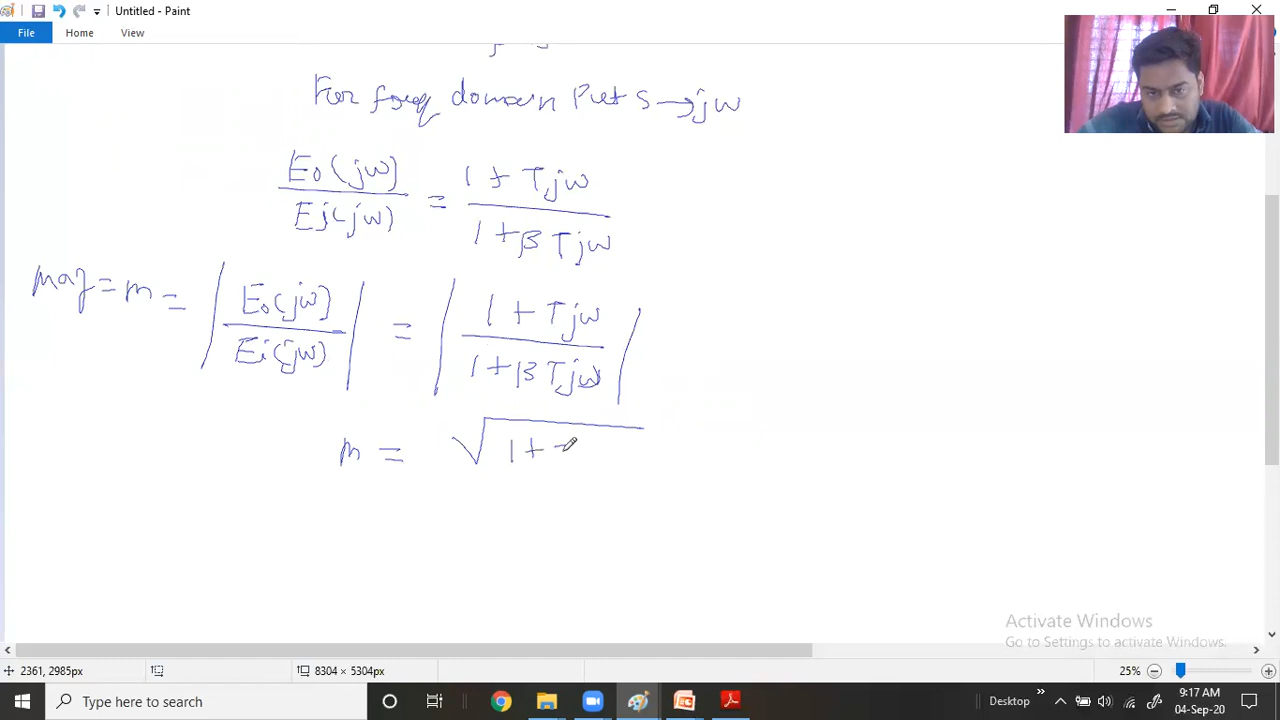 Untitled - Paint
File Home View
For freq domain Put s→jw
Eo(jw) / Ei(jw) = 1 + Tjw / 1 + β Tjw
mag = m = | Eo(jw) / Ei(jw) | = | 1 + Tjw / 1 + β Tjw |
m = √ 1 +
Activate Windows
Go to Settings to activate Windows.
2361, 2985px 8304 × 5304px 25%
Type here to search Desktop 9:17 AM
04-Sep-20